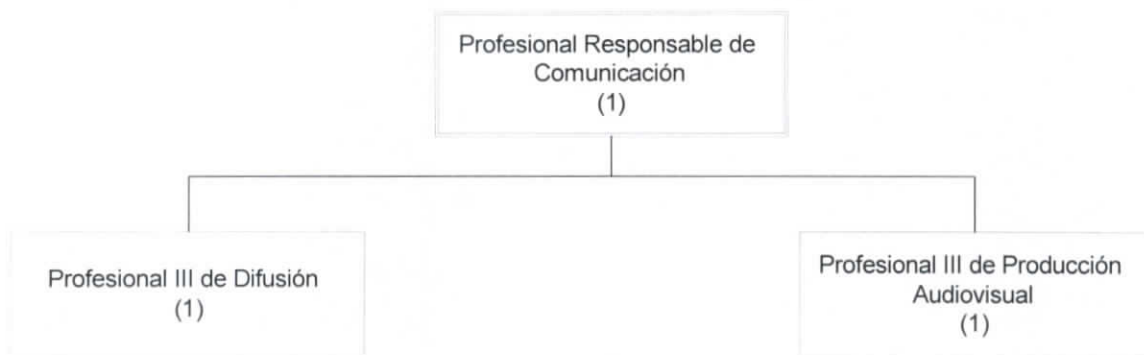 Profesional Responsable de
Comunicación
(1)
Profesional III de Difusión
(1)
Profesional III de Producción
Audiovisual
(1)